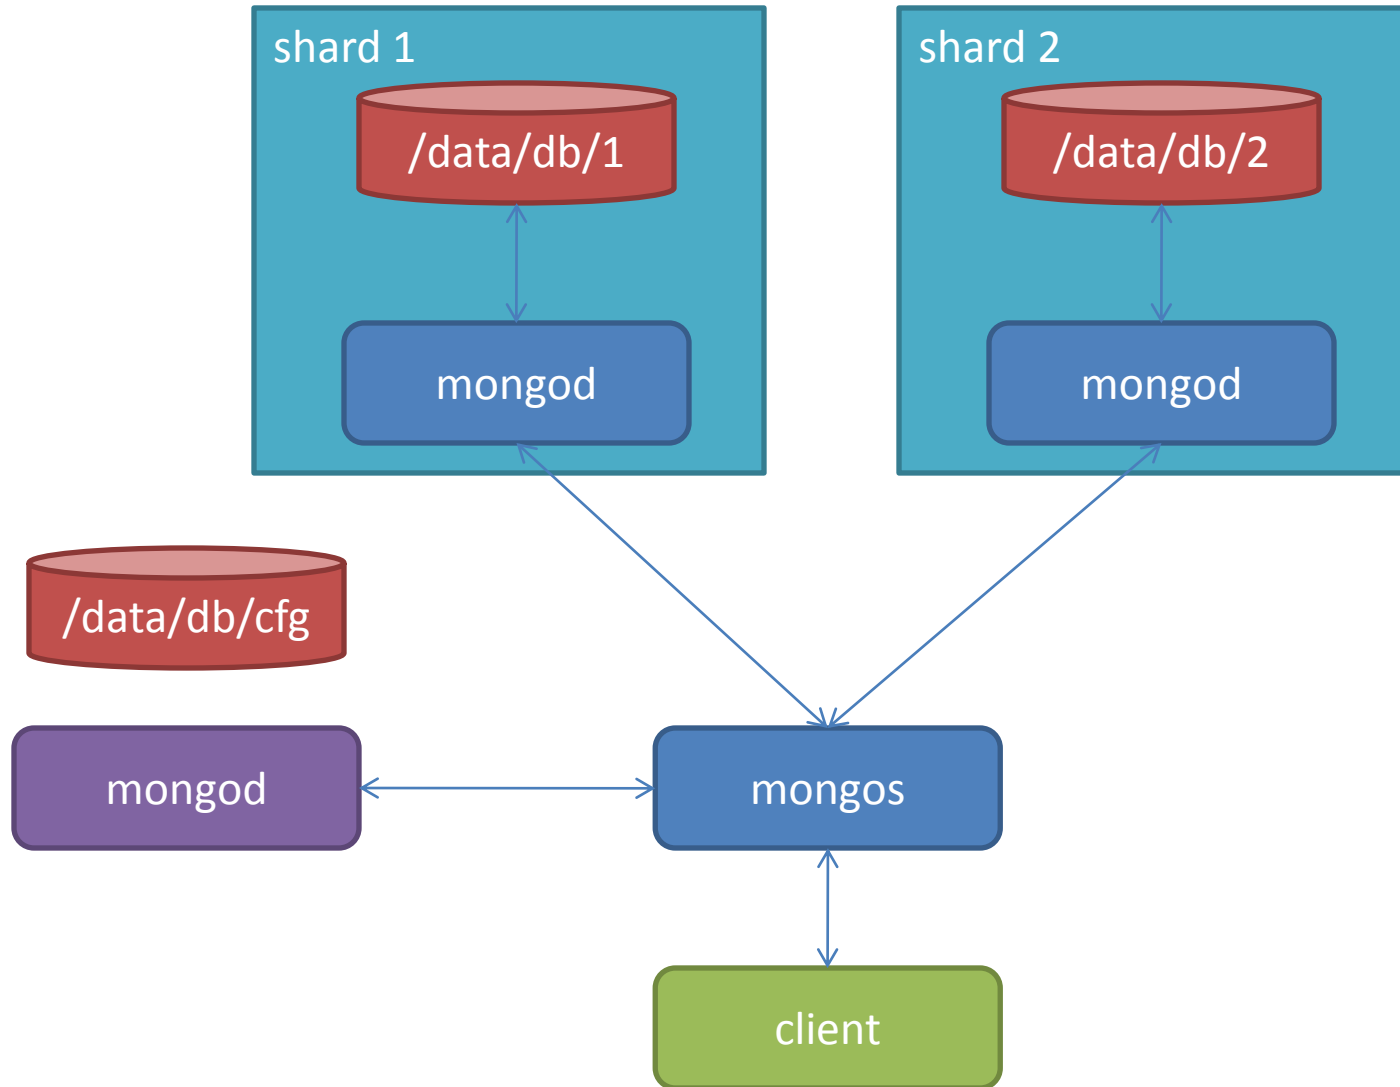 shard 1
shard 2
/data/db/1
/data/db/2
mongod
mongod
/data/db/cfg
mongod
mongos
client